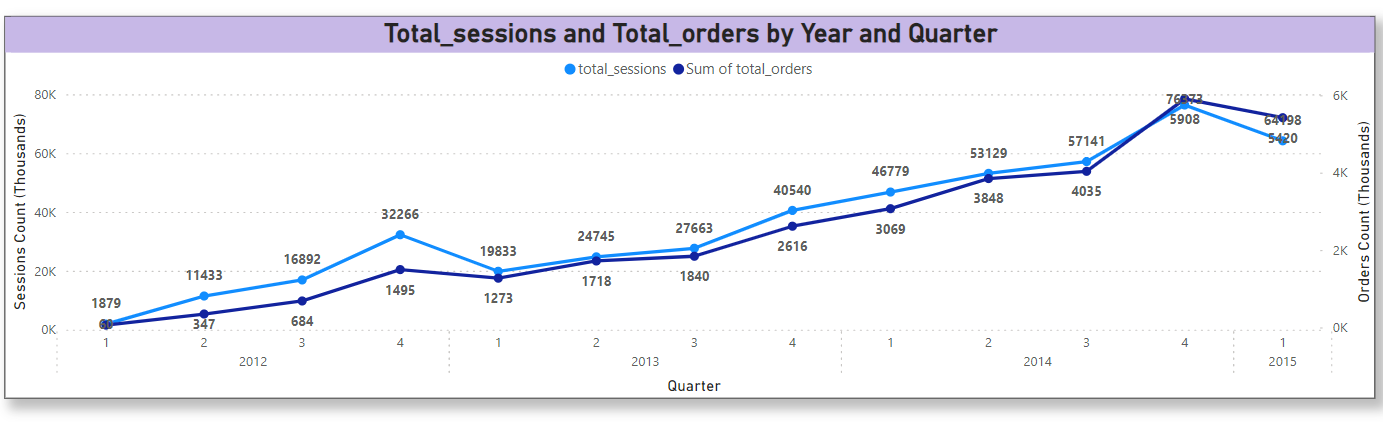 Total_sessions and Total_orders by Year and Quarter
total_sessions Sum of total_orders
Sessions Count (Thousands)
80K
60K
40K
20K
0K
1879 11433 16892 32266 19833 24745 27663 40540 46779 53129 57141 64198
347 684 1495 1273 1718 1840 2616 3069 3848 4035 5908 5420
6K
4K
2K
0K
Orders Count (Thousands)
1 2 3 4 1 2 3 4 1 2 3 4 1
2012 2013 2014 2015
Quarter